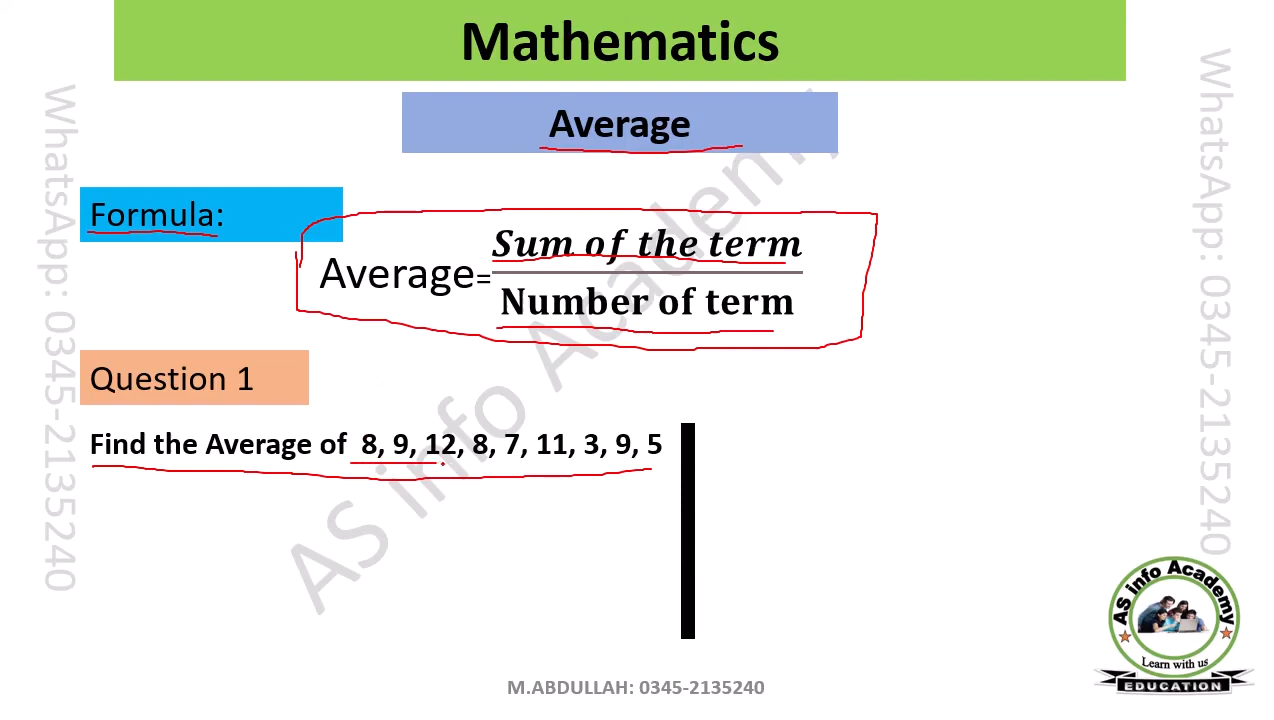 Mathematics
Average
Formula:
Average=
Sum of the term
Number of term
Question 1
Find the Average of 8, 9, 12, 8, 7, 11, 3, 9, 5
WhatsApp: 0345-2135240
WhatsApp: 0345-2135240
AS info Academy
AS info Academy
Learn with us
EDUCATION
M.ABDULLAH: 0345-2135240